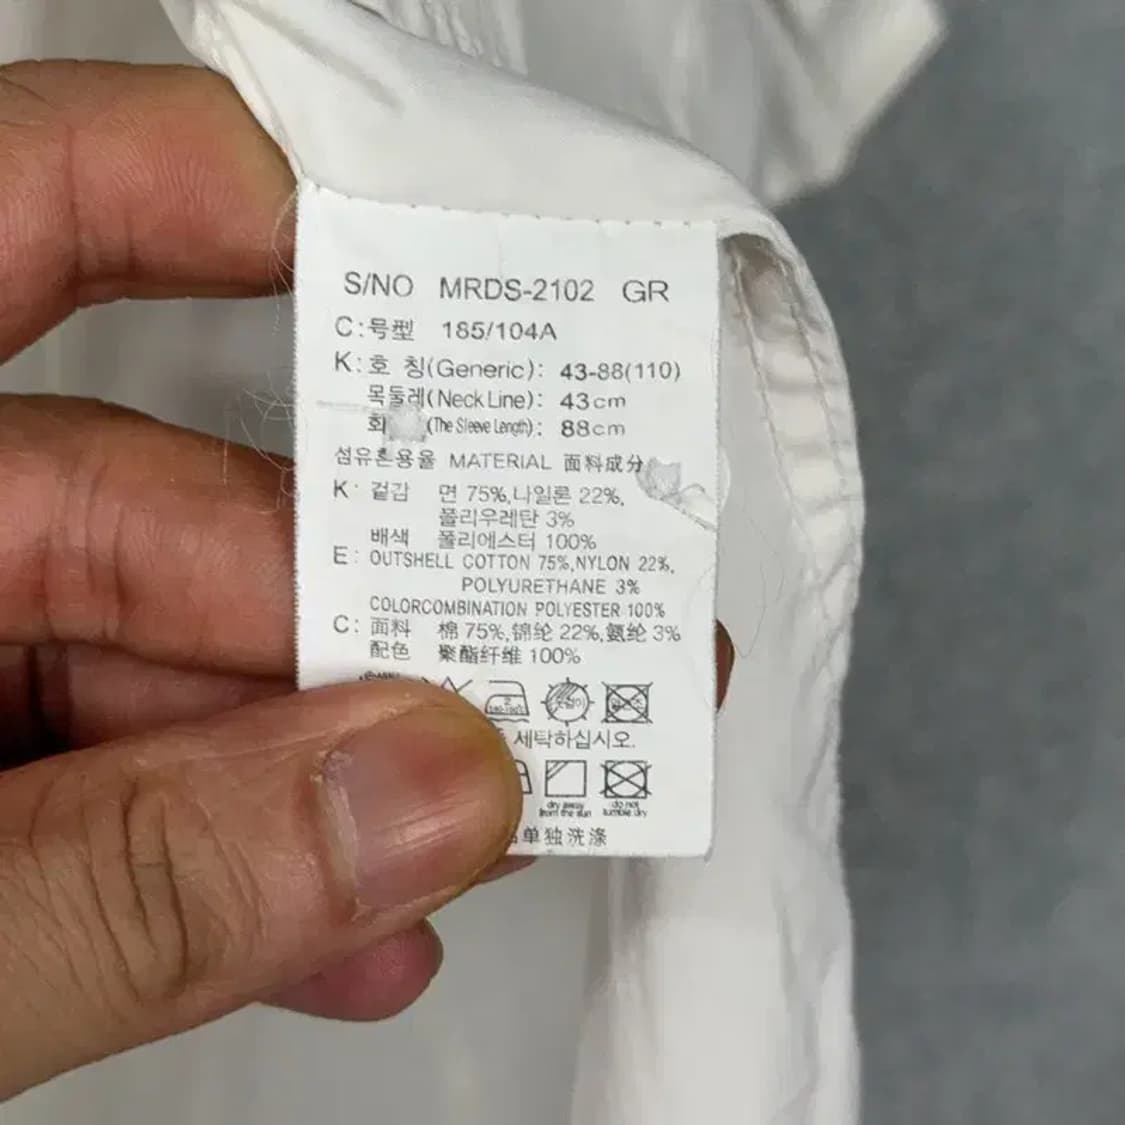 S/NO MRDS-2102 GR
C:号型 185/104A
K:호 칭(Generic): 43-88(110)
목둘레(Neck Line): 43cm
화 (The Sleeve Length): 88cm
섬유혼용율 MATERIAL 面料成分
K: 겉감 면 75%,나일론 22%,
폴리우레탄 3%
배색 폴리에스터 100%
E: OUTSHELL COTTON 75%,NYLON 22%,
POLYURETHANE 3%
COLORCOMBINATION POLYESTER 100%
C: 面料 棉 75%,锦纶 22%,氨纶 3%
配色 聚酯纤维 100%
세탁하십시오.
dry away from the sun
do not tumble dry
单独洗涤